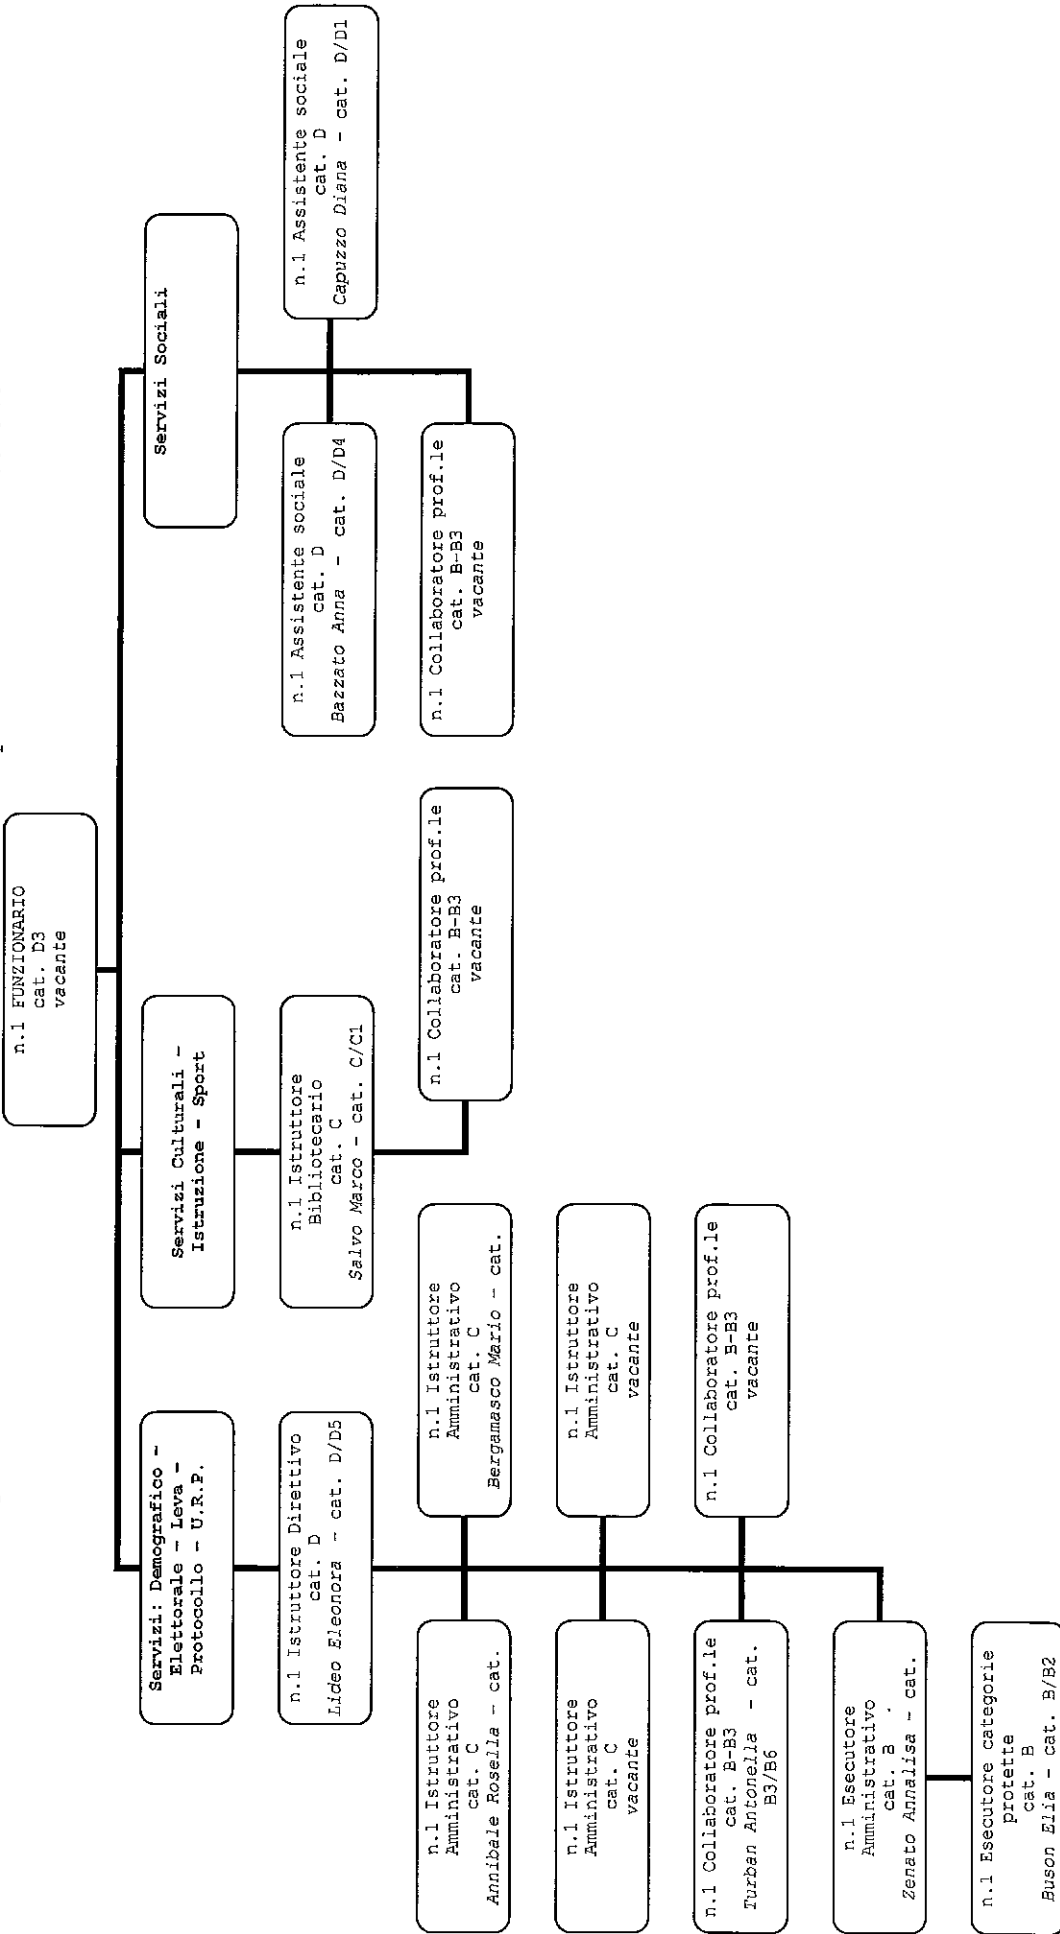 n.1 FUNZIONARIO
cat. D3
vacante
Servizi: Demografico -
Elettorale - Leva -
Protocollo - U.R.P.
Servizi Culturali -
Istruzione - Sport
Servizi Sociali
n.1 Istruttore Direttivo
cat. D
Lideo Eleonora - cat. D/D5
n.1 Istruttore
Bibliotecario
cat. C
Salvo Marco - cat. C/C1
n.1 Assistente sociale
cat. D
Bazzato Anna - cat. D/D4
n.1 Assistente sociale
cat. D
Capuzzo Diana - cat. D/D1
n.1 Istruttore
Amministrativo
cat. C
Annibale Rosella - cat.
n.1 Istruttore
Amministrativo
cat. C
Bergamasco Mario - cat.
n.1 Collaboratore prof.le
cat. B-B3
vacante
n.1 Collaboratore prof.le
cat. B-B3
vacante
n.1 Istruttore
Amministrativo
cat. C
vacante
n.1 Istruttore
Amministrativo
cat. C
vacante
n.1 Collaboratore prof.le
cat. B-B3
Turban Antonella - cat.
B3/B6
n.1 Collaboratore prof.le
cat. B-B3
vacante
n.1 Esecutore
Amministrativo
cat. B
Zenato Annalisa - cat.
n.1 Esecutore categorie
protette
cat. B
Buson Elia - cat. B/B2